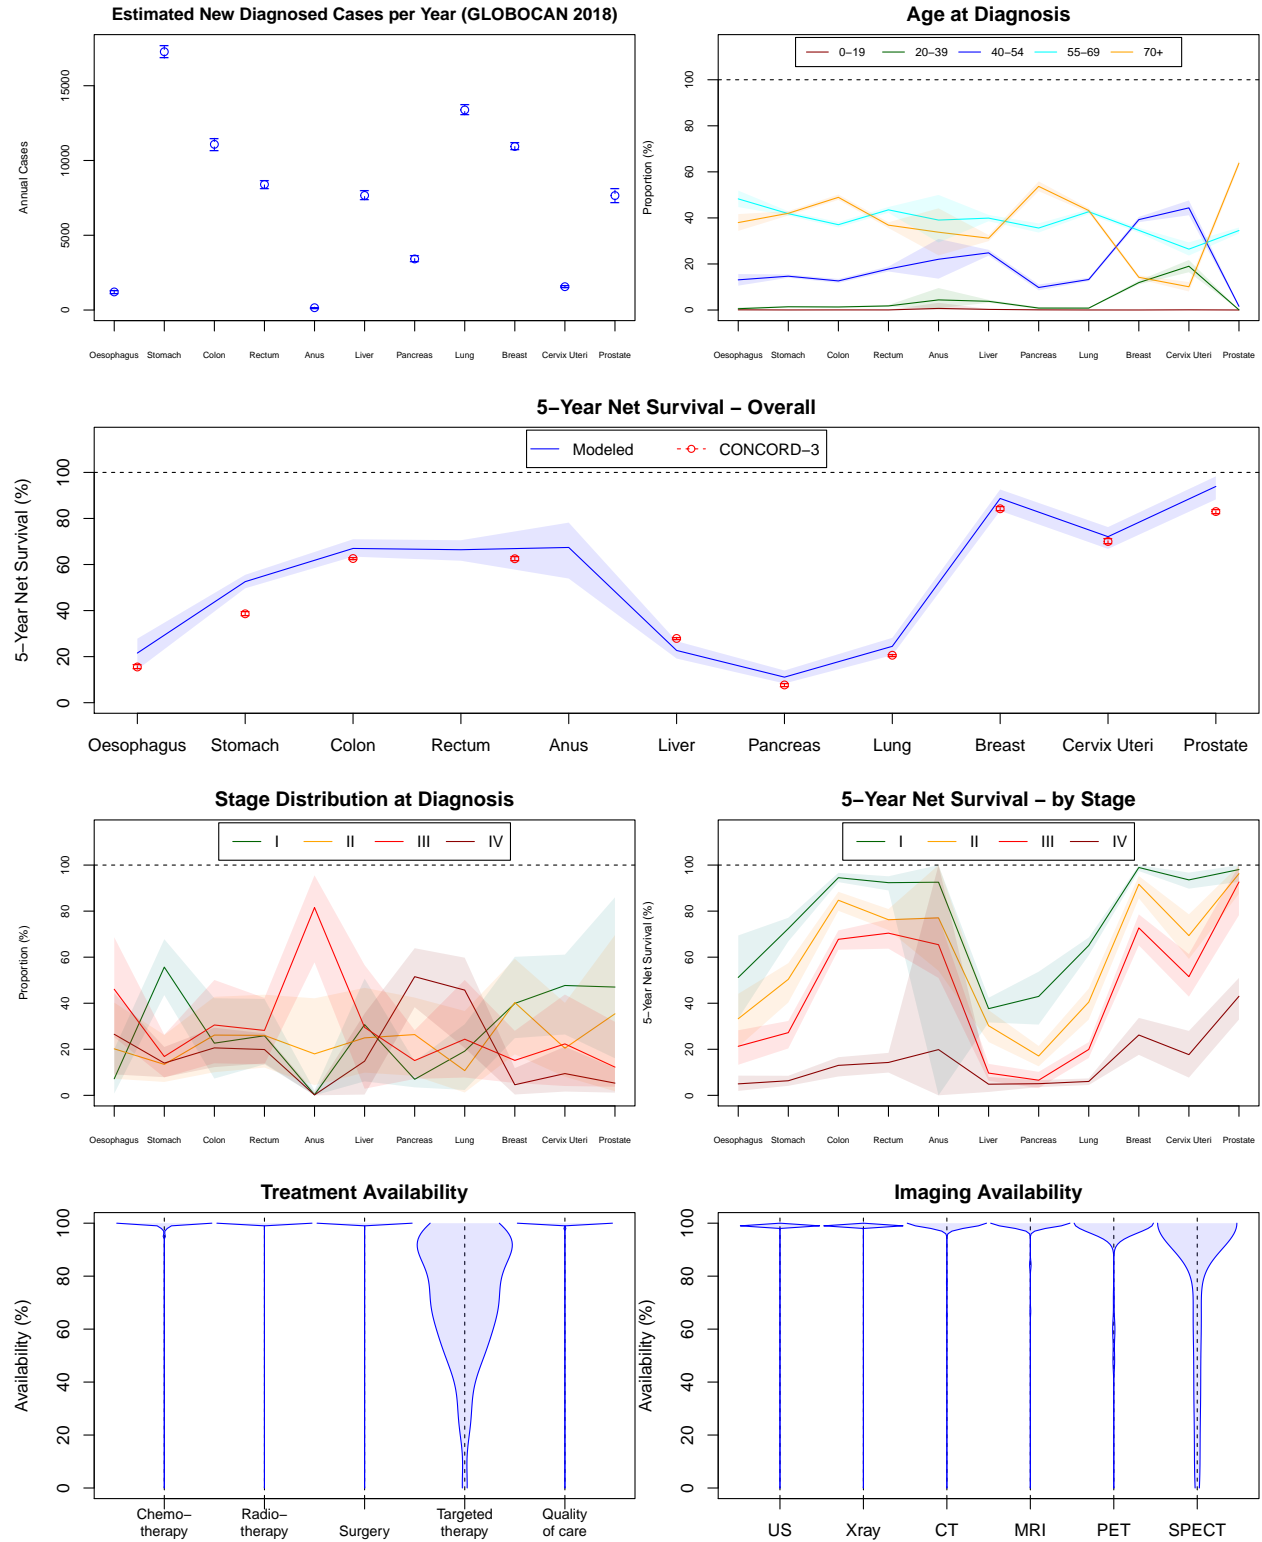 Estimated New Diagnosed Cases per Year (GLOBOCAN 2018)
Annual Cases
0 5000 10000 15000
Oesophagus Stomach Colon Rectum Anus Liver Pancreas Lung Breast Cervix Uteri Prostate
Age at Diagnosis
0−19 20−39 40−54 55−69 70+
Proportion (%)
0 20 40 60 80 100
Oesophagus Stomach Colon Rectum Anus Liver Pancreas Lung Breast Cervix Uteri Prostate
5−Year Net Survival − Overall
Modeled CONCORD−3
5−Year Net Survival (%)
0 20 40 60 80 100
Oesophagus Stomach Colon Rectum Anus Liver Pancreas Lung Breast Cervix Uteri Prostate
Stage Distribution at Diagnosis
I II III IV
Proportion (%)
0 20 40 60 80 100
Oesophagus Stomach Colon Rectum Anus Liver Pancreas Lung Breast Cervix Uteri Prostate
5−Year Net Survival − by Stage
I II III IV
5−Year Net Survival (%)
0 20 40 60 80 100
Oesophagus Stomach Colon Rectum Anus Liver Pancreas Lung Breast Cervix Uteri Prostate
Treatment Availability
Availability (%)
0 20 40 60 80 100
Chemo− Radio− Targeted Quality
therapy therapy Surgery therapy of care
Imaging Availability
Availability (%)
0 20 40 60 80 100
US Xray CT MRI PET SPECT